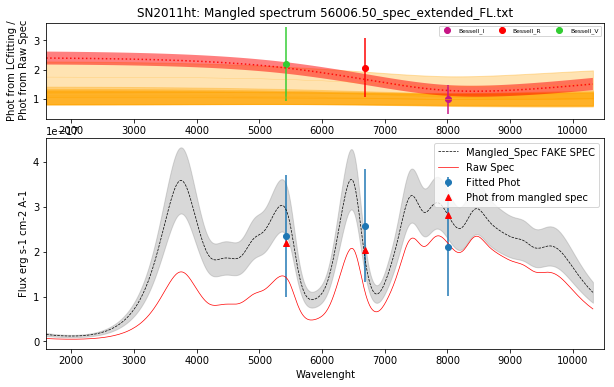 SN2011ht: Mangled spectrum 56006.50_spec_extended_FL.txt
Phot from LCfitting /
Phot from Raw Spec
3
2
1
Bessell_I
Bessell_R
Bessell_V
2000 3000 4000 5000 6000 7000 8000 9000 10000
1e-17
Flux erg s-1 cm-2 A-1
4
3
2
1
0
Mangled_Spec FAKE SPEC
Raw Spec
Fitted Phot
Phot from mangled spec
2000 3000 4000 5000 6000 7000 8000 9000 10000
Wavelenght